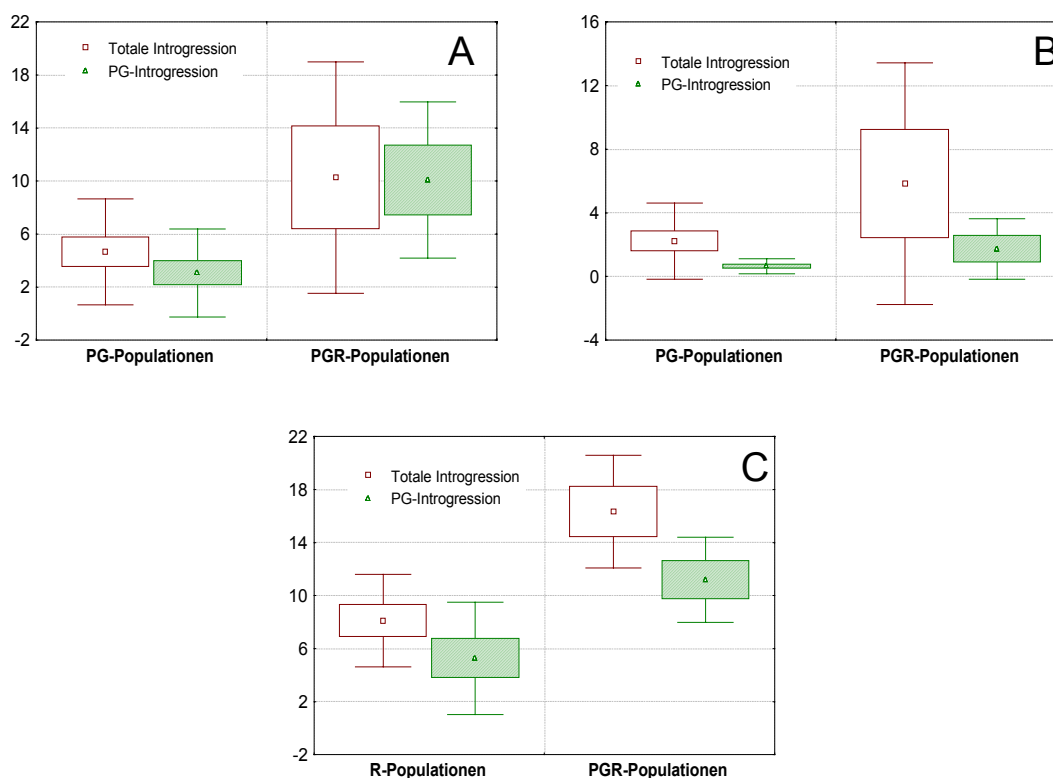 22
18
14
10
6
2
-2
Totale Introgression
PG-Introgression
A
PG-Populationen
PGR-Populationen
16
12
8
4
0
-4
Totale Introgression
PG-Introgression
B
PG-Populationen
PGR-Populationen
22
18
14
10
6
2
-2
Totale Introgression
PG-Introgression
C
R-Populationen
PGR-Populationen